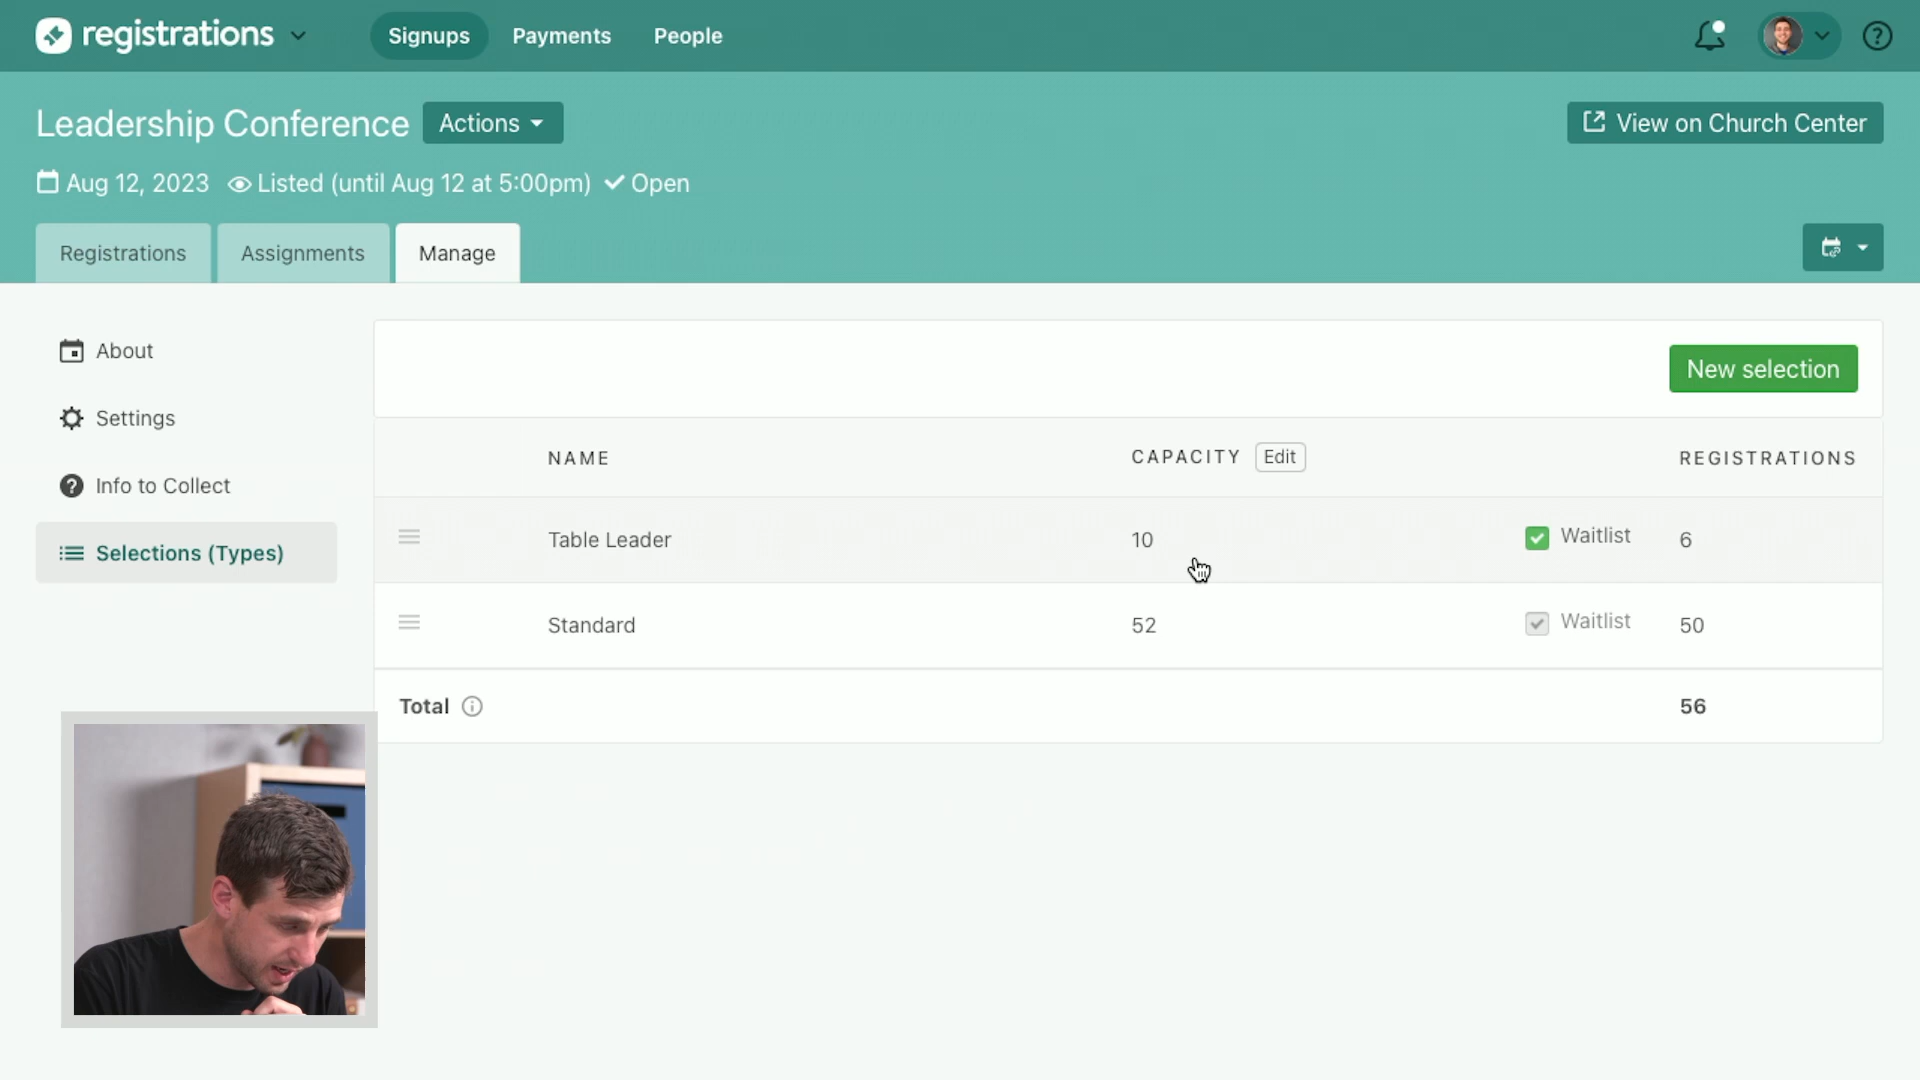 registrations
Signups
Payments
People
?
Leadership Conference
Actions
View on Church Center
Aug 12, 2023
Listed (until Aug 12 at 5:00pm)
Open
Registrations
Assignments
Manage
About
Settings
Info to Collect
Selections (Types)
New selection
NAME
CAPACITY
Edit
REGISTRATIONS
Table Leader
10
Waitlist
6
Standard
52
Waitlist
50
Total
56